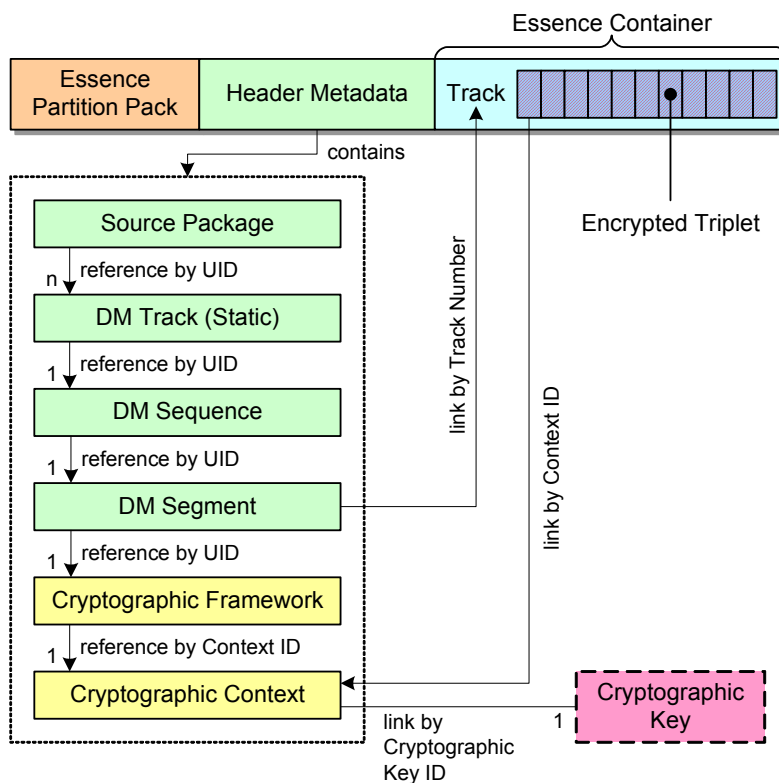 Essence Container
Essence
Partition Pack
Header Metadata
Track
contains
Encrypted Triplet
Source Package
n
reference by UID
DM Track (Static)
1
reference by UID
DM Sequence
1
reference by UID
DM Segment
1
reference by UID
Cryptographic Framework
1
reference by Context ID
Cryptographic Context
link by Track Number
link by Context ID
link by
Cryptographic
Key ID
1
Cryptographic
Key